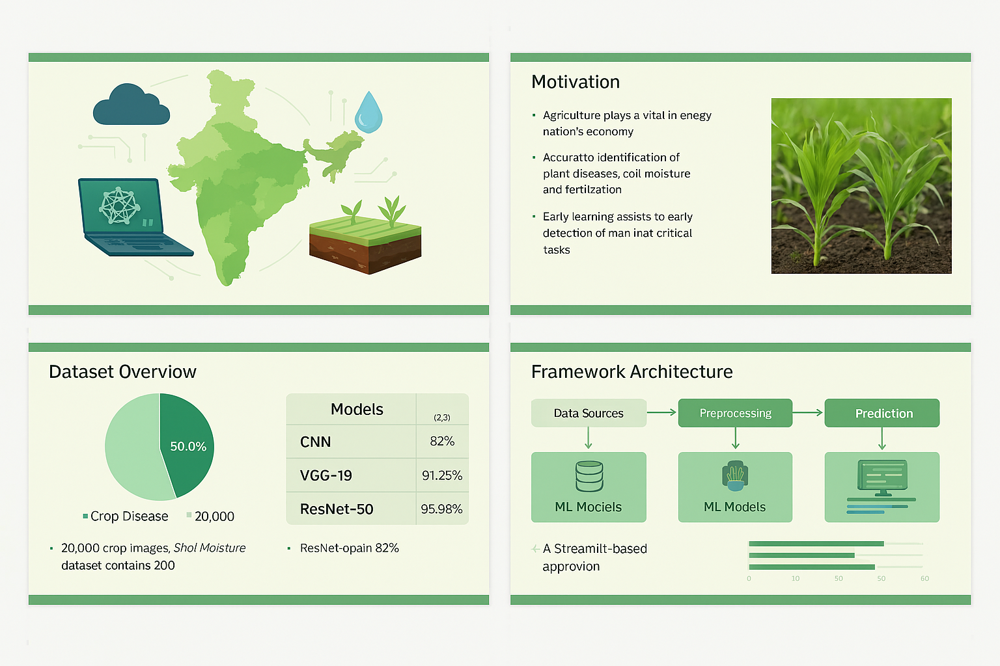 Motivation
▪ Agriculture plays a vital in enegy
nation's economy
▪ Accuratto identification of
plant diseases, coil moisture
and fertilzation
▪ Early learning assists to early
detection of man inat critical
tasks
Dataset Overviow
50.0%
Crop Disease 20,000
Models (2,3)
CNN 82%
VGG-19 91.25%
ResNet-50 95.98%
▪ 20,000 crop images, Shol Moisture
dataset contains 200
▪ ResNet-opain 82%
Framework Architecture
Data Sources Preprocessing Prediction
ML Mociels ML Models
A Streamilt-based
approvion
0 10 50 50 60